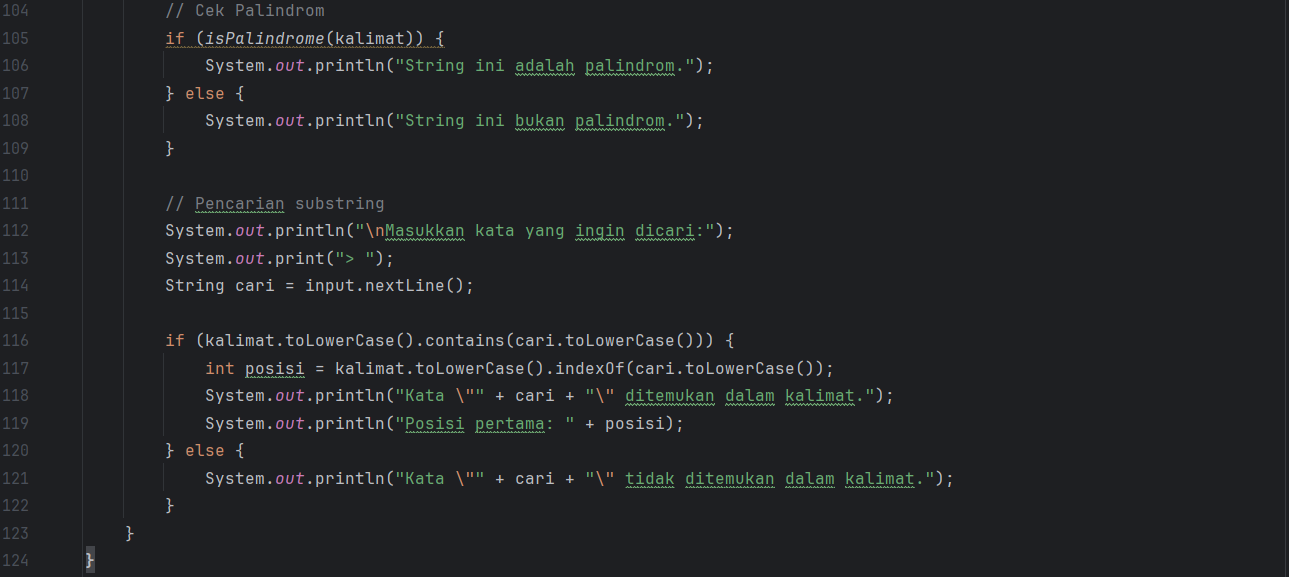 104 // Cek Palindrom
105 if (isPalindrome(kalimat)) {
106 System.out.println("String ini adalah palindrom.");
107 } else {
108 System.out.println("String ini bukan palindrom.");
109 }
110
111 // Pencarian substring
112 System.out.println("\nMasukkan kata yang ingin dicari:");
113 System.out.print("> ");
114 String cari = input.nextLine();
115
116 if (kalimat.toLowerCase().contains(cari.toLowerCase())) {
117 int posisi = kalimat.toLowerCase().indexOf(cari.toLowerCase());
118 System.out.println("Kata \"" + cari + "\" ditemukan dalam kalimat.");
119 System.out.println("Posisi pertama: " + posisi);
120 } else {
121 System.out.println("Kata \"" + cari + "\" tidak ditemukan dalam kalimat.");
122 }
123 }
124 }